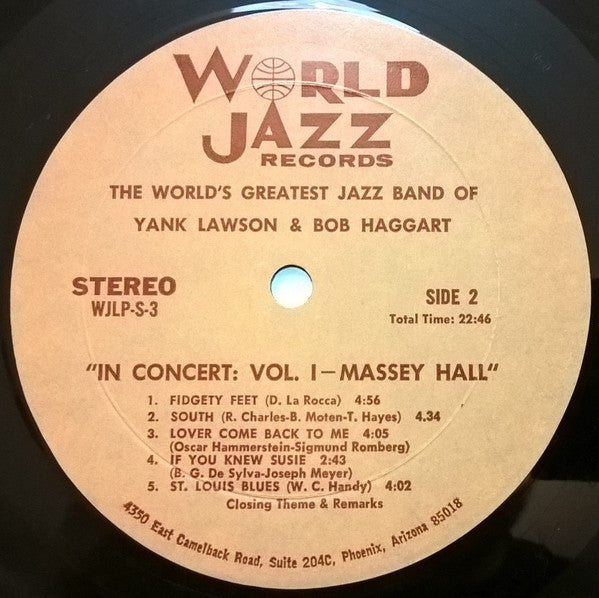 WORLD
JAZZ
RECORDS
THE WORLD'S GREATEST JAZZ BAND OF
YANK LAWSON & BOB HAGGART
STEREO
WJLP-S-3
SIDE 2
Total Time: 22:46
"IN CONCERT: VOL. I—MASSEY HALL"
1. FIDGETY FEET (D. La Rocca) 4:56
2. SOUTH (R. Charles-B. Moten-T. Hayes) 4.34
3. LOVER COME BACK TO ME 4:05
(Oscar Hammerstein-Sigmund Romberg)
4. IF YOU KNEW SUSIE 2:43
(B. G. De Sylva-Joseph Meyer)
5. ST. LOUIS BLUES (W. C. Handy) 4:02
Closing Theme & Remarks
4350 East Camelback Road, Suite 204C, Phoenix, Arizona 85018